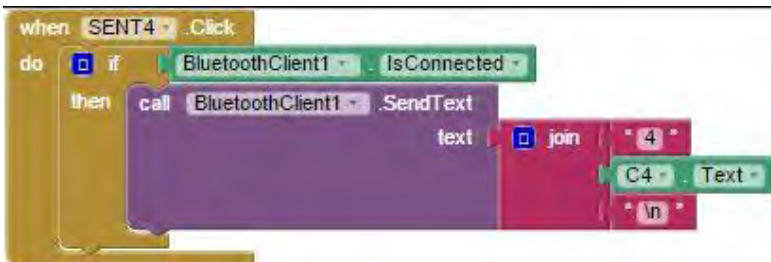 when SENT4 .Click
do if BluetoothClient1 . IsConnected
then call BluetoothClient1 .SendText
text join " 4 "
C4 . Text
" \n "